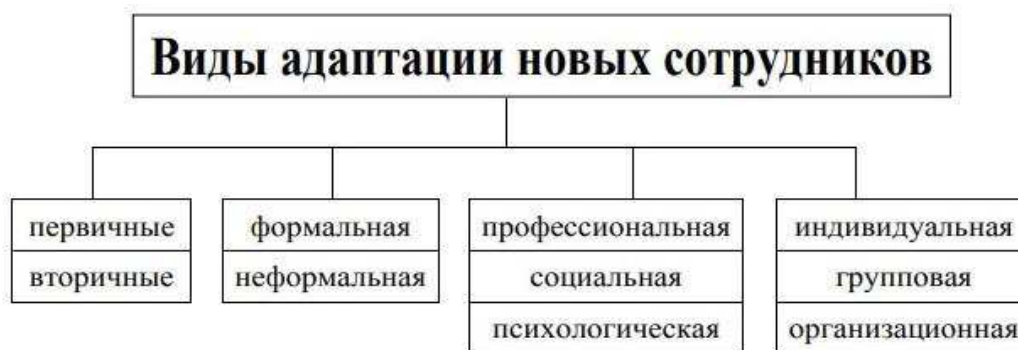 Виды адаптации новых сотрудников
первичные
вторичные
формальная
неформальная
профессиональная
социальная
психологическая
индивидуальная
групповая
организационная